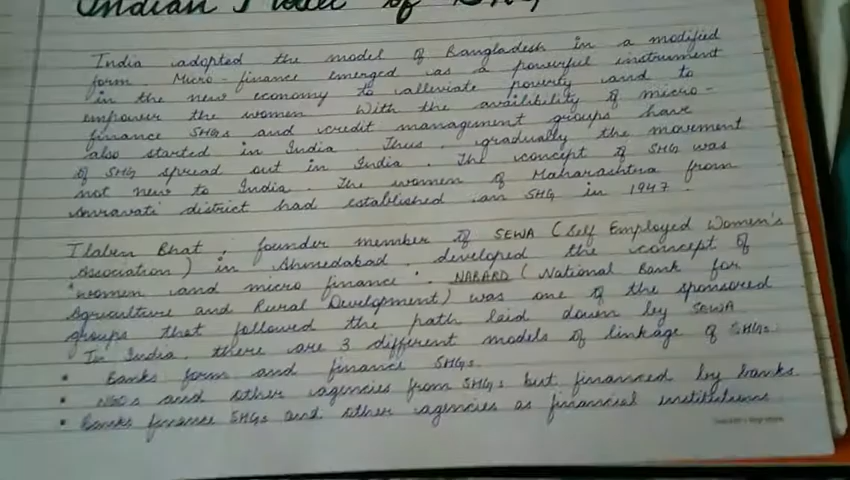 Indian Model of SHG
India adopted the model of Bangladesh in a modified
form. Micro-finance emerged as a powerful instrument
in the new economy to alleviate poverty and to
empower the women. With the availibility of micro-
finance SHGs and credit management groups have
also started in India. Thus, gradually the movement
of SHG spread out in India. The concept of SHG was
not new to India. The women of Maharashtra from
Amravati district had established an SHG in 1947.
Ilaben Bhat, founder member of SEWA (Self Employed Women's
Association) in Ahmedabad, developed the concept of
'women and micro finance'. NABARD (National Bank for
Agriculture and Rural Development) was one of the sponsored
groups that followed the path laid down by SEWA
In India, there are 3 different models of linkage of SHGs.
• Banks form and finance SHGs.
• NGOs and other agencies from SHGs but financed by banks
• Banks finance SHGs and other agencies as financial institutions